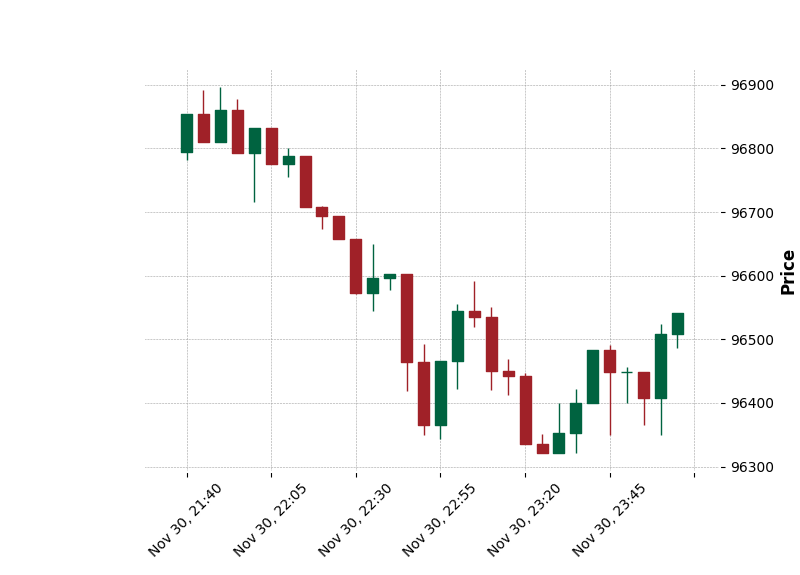 96900
96800
96700
96600
96500
96400
96300
Price
Nov 30, 21:40
Nov 30, 22:05
Nov 30, 22:30
Nov 30, 22:55
Nov 30, 23:20
Nov 30, 23:45